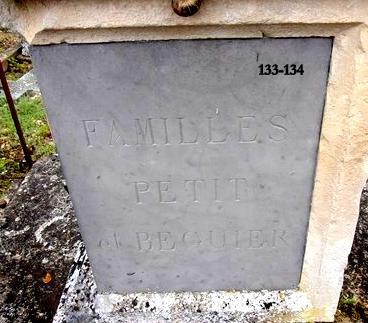 133-134
FAMILLES
PETIT
et BEGUIER